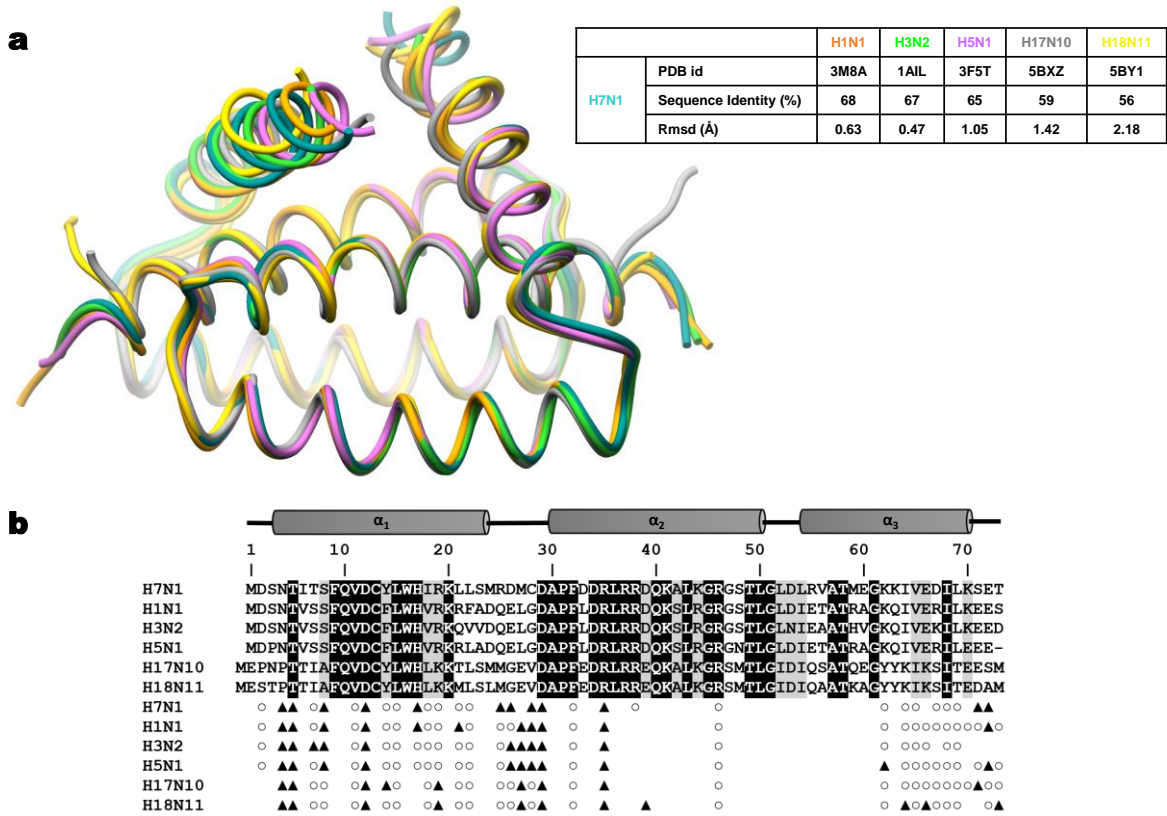 a
H1N1 H3N2 H5N1 H17N10 H18N11
H7N1
PDB id 3M8A 1AIL 3F5T 5BXZ 5BY1
Sequence Identity (%) 68 67 65 59 56
Rmsd (Å) 0.63 0.47 1.05 1.42 2.18
b
α1 α2 α3
1 10 20 30 40 50 60 70
H7N1 MDSNTITSFQVDCYLWHIRKLLSMRDMCDAPFDDRLRRDQKALKGRGSTLGLDLRVATMEGKKIVEDILKSET
H1N1 MDSNTVSSFQVDCFLWHVRKRFADQELGDAPFLDRLRRDQKSLRGRGSTLGLDIETATRAGKQIVERILKEES
H3N2 MDSNTVSSFQVDCFLWHVRKQVVDQELGDAPFLDRLRRDQKSLRGRGSTLGLNIEAATHVGKQIVEKILKEED
H5N1 MDPNTVSSFQVDCFLWHVRKRLADQELGDAPFLDRLRRDQKSLRGRGNTLGLDIETATRAGKQIVERILEEE-
H17N10 MEPNPTTIAFQVDCYLWHLKKTLSMMGEVDAPFEDRLRREQKALKGRSMTLGIDIQSATQEGYYKIKSITEESM
H18N11 MESTPTTIAFQVDCYLWHLKKMLSLMGEVDAPFEDRLRREQKALKGRSMTLGIDIQAATKAGYYKIKSITEDAM
H7N1
H1N1
H3N2
H5N1
H17N10
H18N11